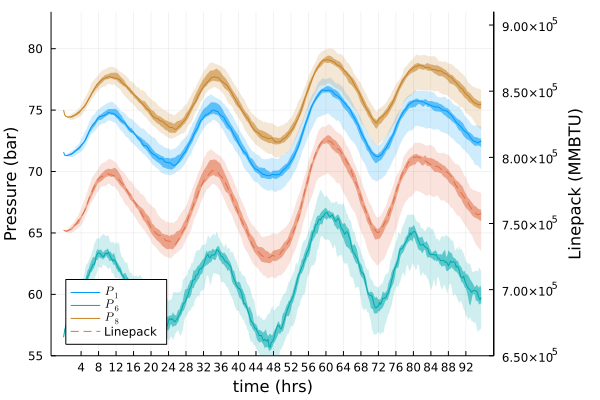 Pressure (bar)
80
75
70
65
60
55
9.00×10⁵
8.50×10⁵
8.00×10⁵
7.50×10⁵
7.00×10⁵
6.50×10⁵
Linepack (MMBTU)
P₁
P₆
P₈
Linepack
4 8 12 16 20 24 28 32 36 40 44 48 52 56 60 64 68 72 76 80 84 88 92
time (hrs)